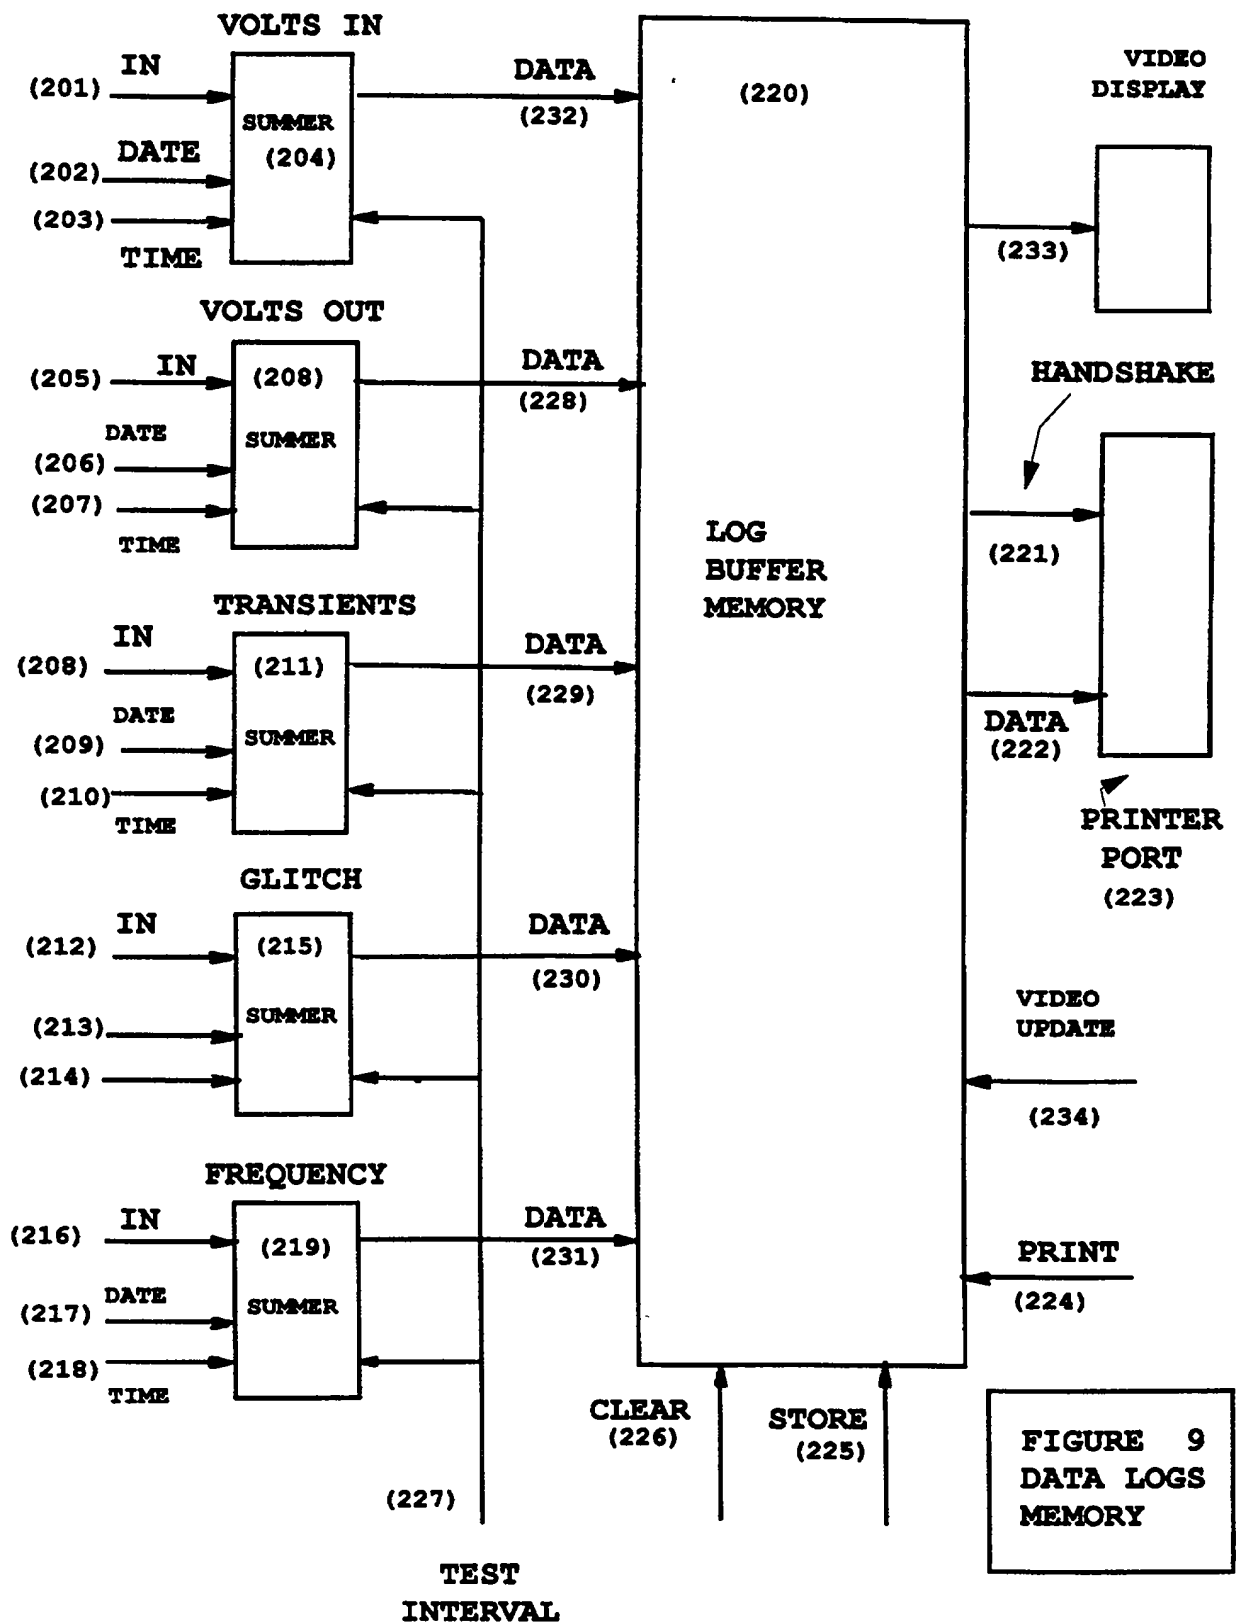 VOLTS IN
IN
(201)
SUMMER
(204)
DATE
(202)
(203)
TIME
DATA
(232)
VOLTS OUT
IN
(205)
(208)
DATE
SUMMER
(206)
(207)
TIME
DATA
(228)
TRANSIENTS
IN
(208)
(211)
DATE
SUMMER
(209)
(210)
TIME
DATA
(229)
GLITCH
IN
(212)
(215)
SUMMER
(213)
(214)
DATA
(230)
FREQUENCY
IN
(216)
(219)
DATE
SUMMER
(217)
(218)
TIME
DATA
(231)
(227)
TEST
INTERVAL
(220)
LOG
BUFFER
MEMORY
CLEAR
(226)
STORE
(225)
VIDEO
DISPLAY
(233)
HANDSHAKE
(221)
DATA
(222)
PRINTER
PORT
(223)
VIDEO
UPDATE
(234)
PRINT
(224)
FIGURE 9
DATA LOGS
MEMORY